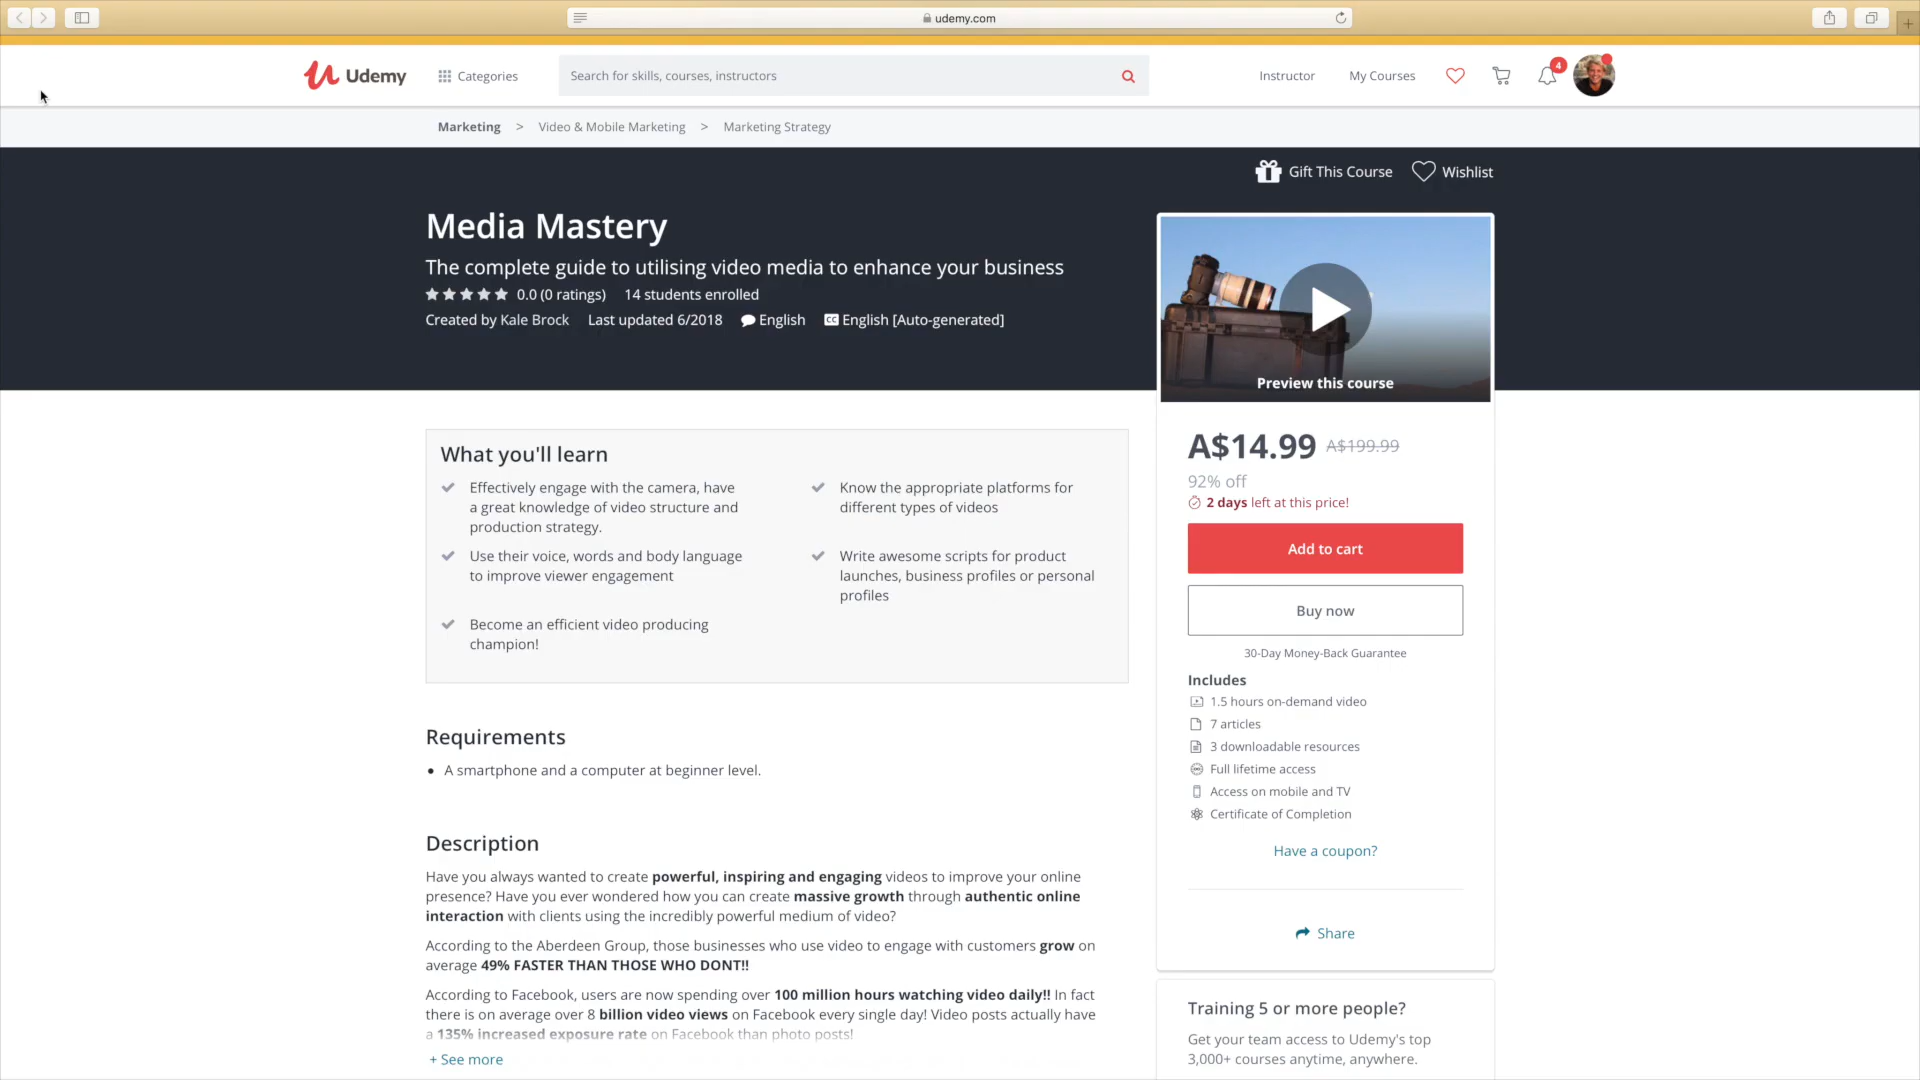 udemy.com
Udemy
Categories
Search for skills, courses, instructors
Instructor
My Courses
4
Marketing > Video & Mobile Marketing > Marketing Strategy
Gift This Course
Wishlist
Media Mastery
The complete guide to utilising video media to enhance your business
0.0 (0 ratings) 14 students enrolled
Created by Kale Brock Last updated 6/2018 English CC English [Auto-generated]
Preview this course
What you'll learn
Effectively engage with the camera, have
a great knowledge of video structure and
production strategy.
Know the appropriate platforms for
different types of videos
Use their voice, words and body language
to improve viewer engagement
Write awesome scripts for product
launches, business profiles or personal
profiles
Become an efficient video producing
champion!
Requirements
A smartphone and a computer at beginner level.
Description
Have you always wanted to create powerful, inspiring and engaging videos to improve your online
presence? Have you ever wondered how you can create massive growth through authentic online
interaction with clients using the incredibly powerful medium of video?
According to the Aberdeen Group, those businesses who use video to engage with customers grow on
average 49% FASTER THAN THOSE WHO DONT!!
According to Facebook, users are now spending over 100 million hours watching video daily!! In fact
there is on average over 8 billion video views on Facebook every single day! Video posts actually have
a 135% increased exposure rate on Facebook than photo posts!
+ See more
A$14.99 A$199.99
92% off
2 days left at this price!
Add to cart
Buy now
30-Day Money-Back Guarantee
Includes
1.5 hours on-demand video
7 articles
3 downloadable resources
Full lifetime access
Access on mobile and TV
Certificate of Completion
Have a coupon?
Share
Training 5 or more people?
Get your team access to Udemy's top
3,000+ courses anytime, anywhere.